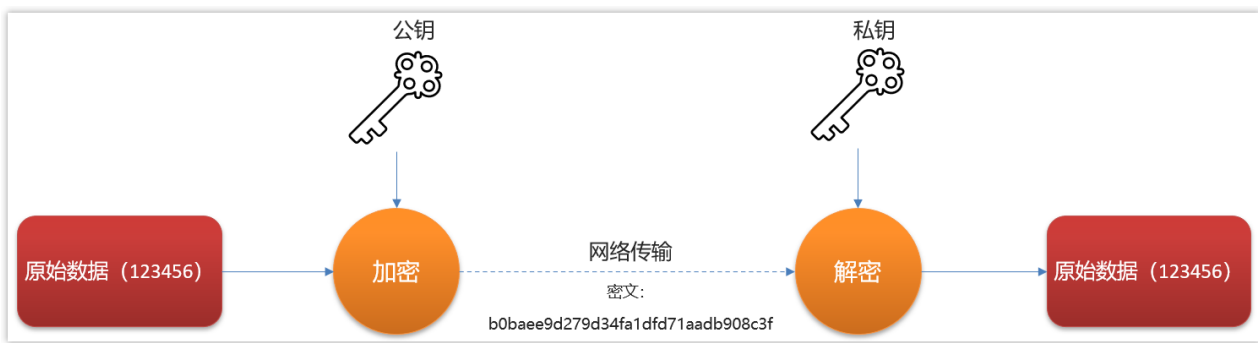 公钥
私钥
原始数据（123456）
加密
网络传输
密文：
b0baee9d279d34fa1dfd71aadb908c3f
解密
原始数据（123456）